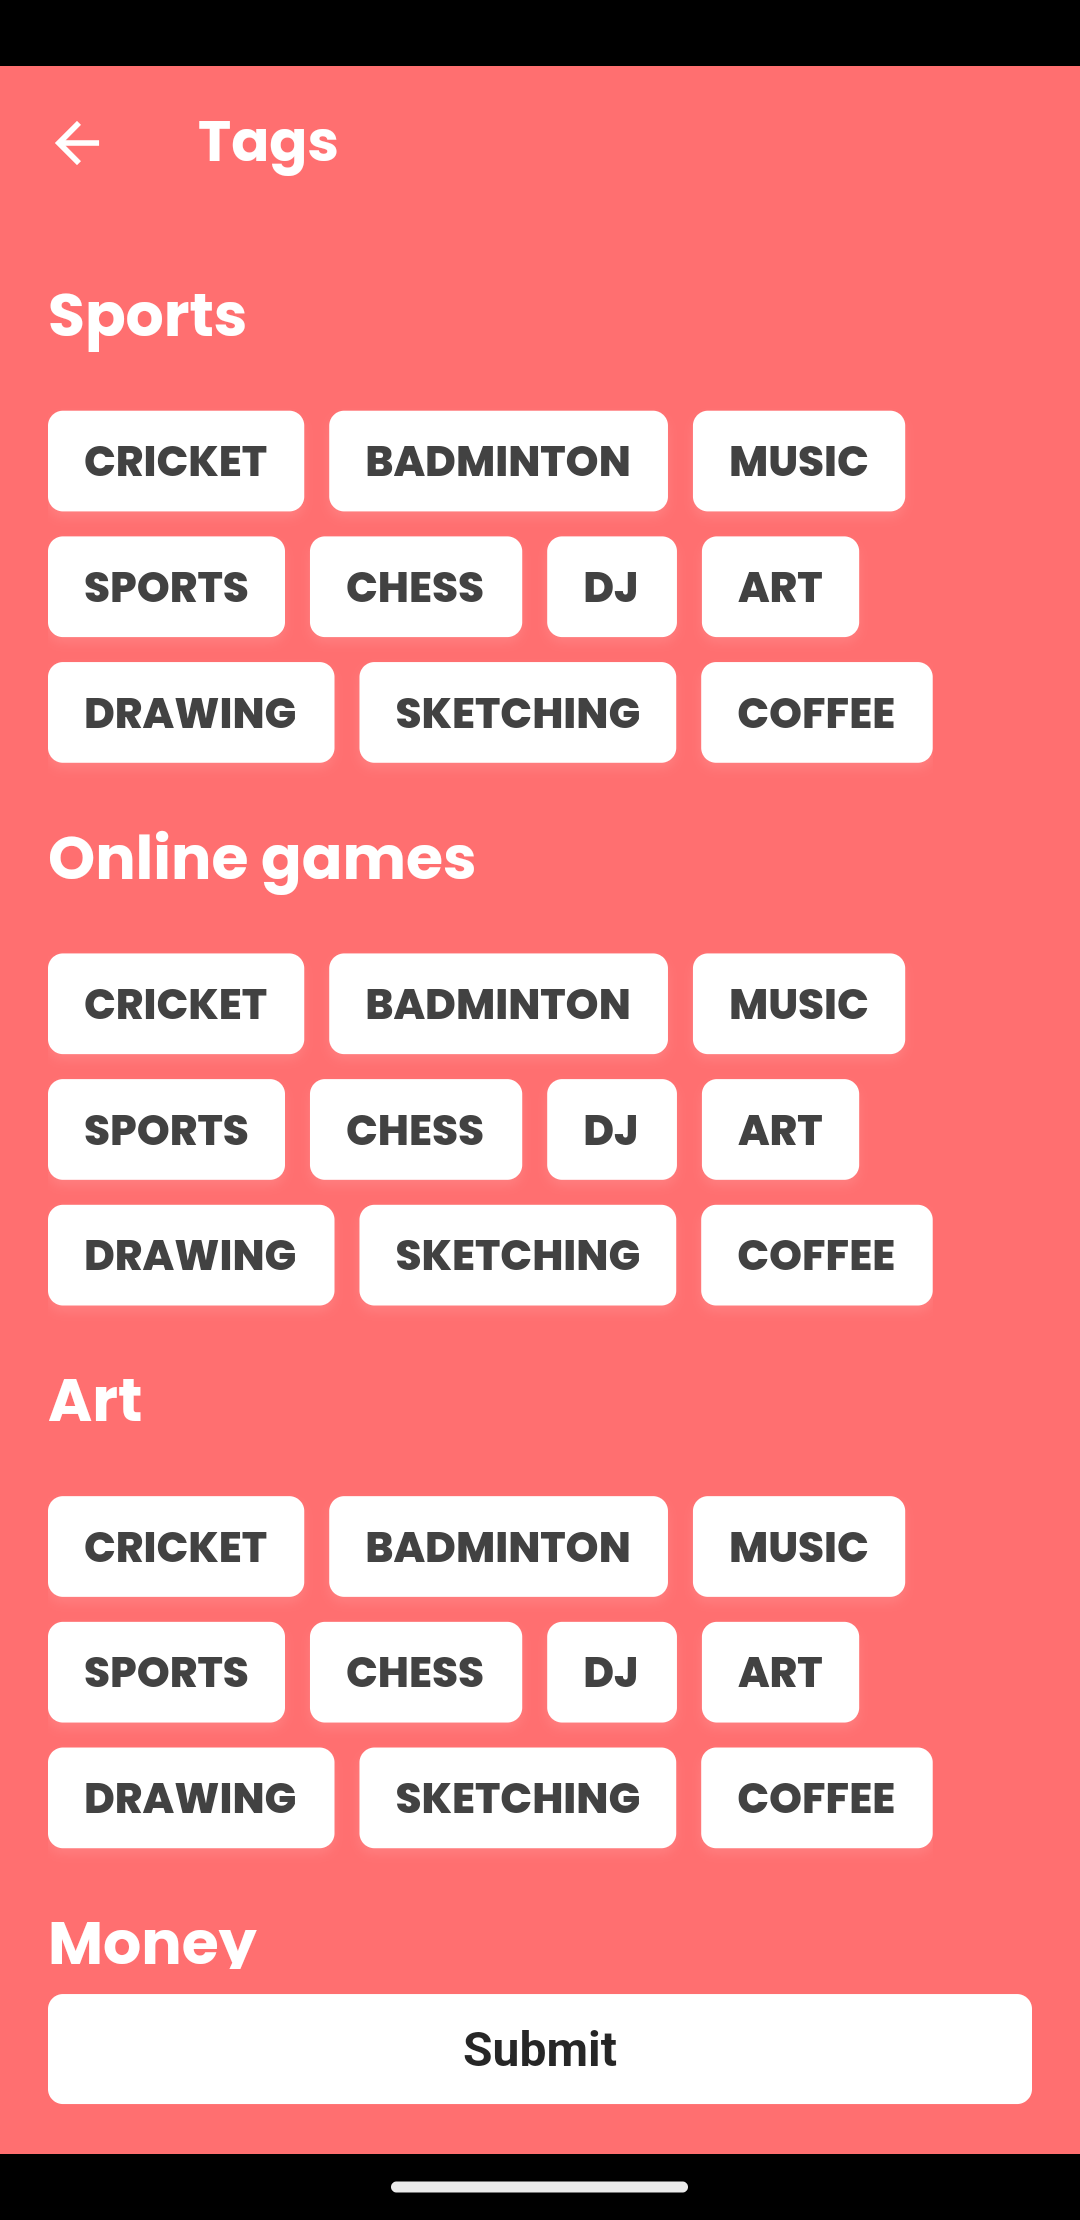 Tags
Sports
CRICKET BADMINTON MUSIC
SPORTS CHESS DJ ART
DRAWING SKETCHING COFFEE
Online games
CRICKET BADMINTON MUSIC
SPORTS CHESS DJ ART
DRAWING SKETCHING COFFEE
Art
CRICKET BADMINTON MUSIC
SPORTS CHESS DJ ART
DRAWING SKETCHING COFFEE
Money
Submit